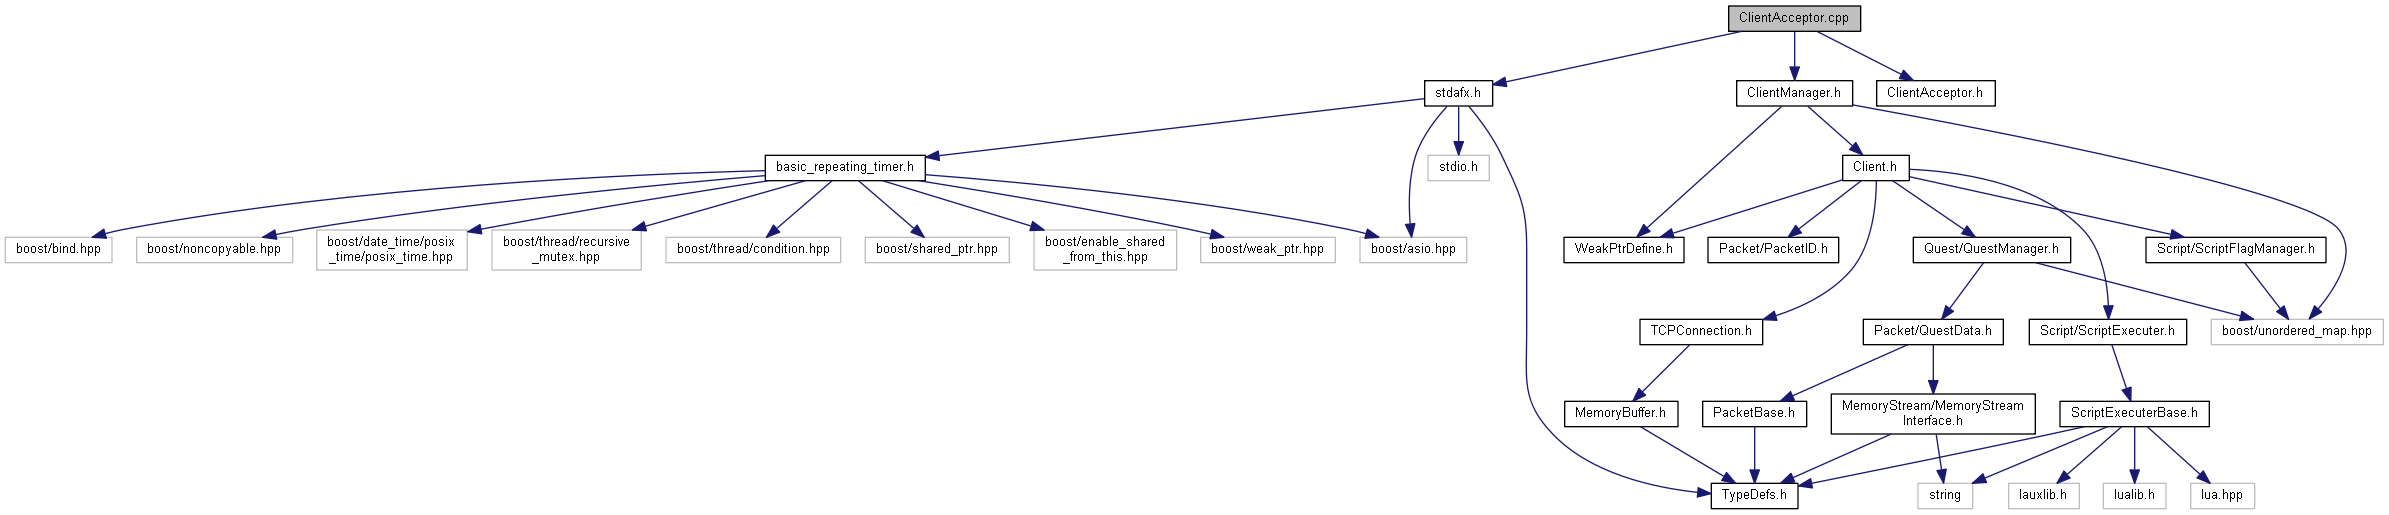 ClientAcceptor.cpp
stdafx.h
ClientManager.h
ClientAcceptor.h
basic_repeating_timer.h
stdio.h
Client.h
boost/bind.hpp
boost/noncopyable.hpp
boost/date_time/posix
_time/posix_time.hpp
boost/thread/recursive
_mutex.hpp
boost/thread/condition.hpp
boost/shared_ptr.hpp
boost/enable_shared
_from_this.hpp
boost/weak_ptr.hpp
boost/asio.hpp
WeakPtrDefine.h
Packet/PacketID.h
Quest/QuestManager.h
Script/ScriptFlagManager.h
TCPConnection.h
Packet/QuestData.h
Script/ScriptExecuter.h
boost/unordered_map.hpp
MemoryBuffer.h
PacketBase.h
MemoryStream/MemoryStream
Interface.h
ScriptExecuterBase.h
TypeDefs.h
string
lauxlib.h
lualib.h
lua.hpp